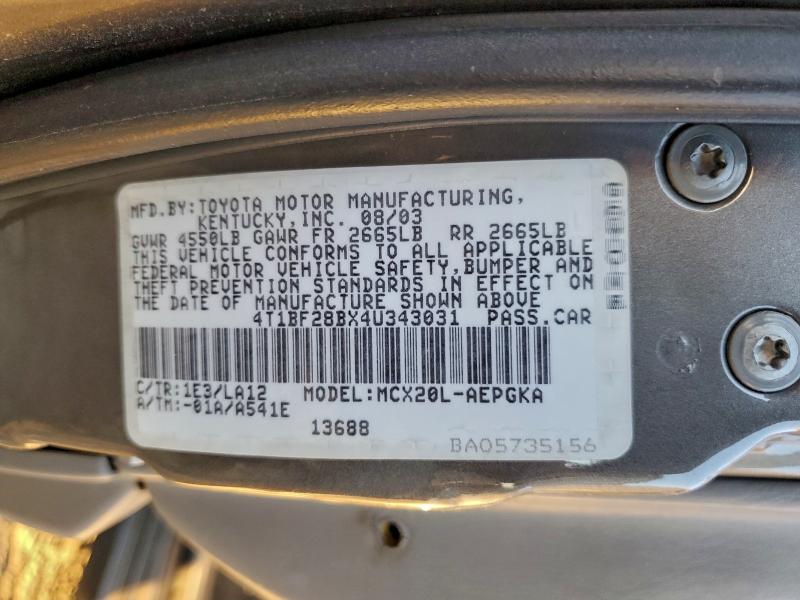 MFD.BY:TOYOTA MOTOR MANUFACTURING,
KENTUCKY,INC. 08/03
GVWR 4550LB GAWR FR 2665LB RR 2665LB
THIS VEHICLE CONFORMS TO ALL APPLICABLE
FEDERAL MOTOR VEHICLE SAFETY,BUMPER AND
THEFT PREVENTION STANDARDS IN EFFECT ON
THE DATE OF MANUFACTURE SHOWN ABOVE
4T1BF28BX4U343031 PASS.CAR
C/TR:1E3/LA12 MODEL:MCX20L-AEPGKA
A/TM:-01A/A541E
13688
BA05735156